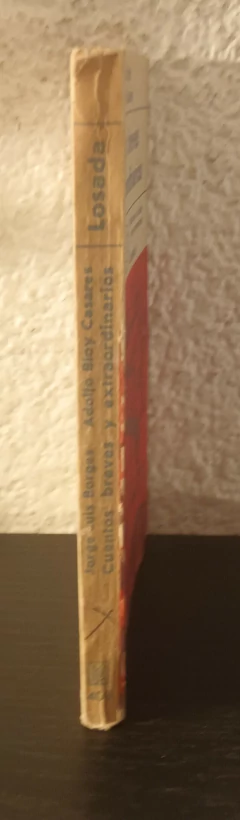 Losada
Jorge Luis Borges Adolfo Bioy Casares
Cuentos breves y extraordinarios